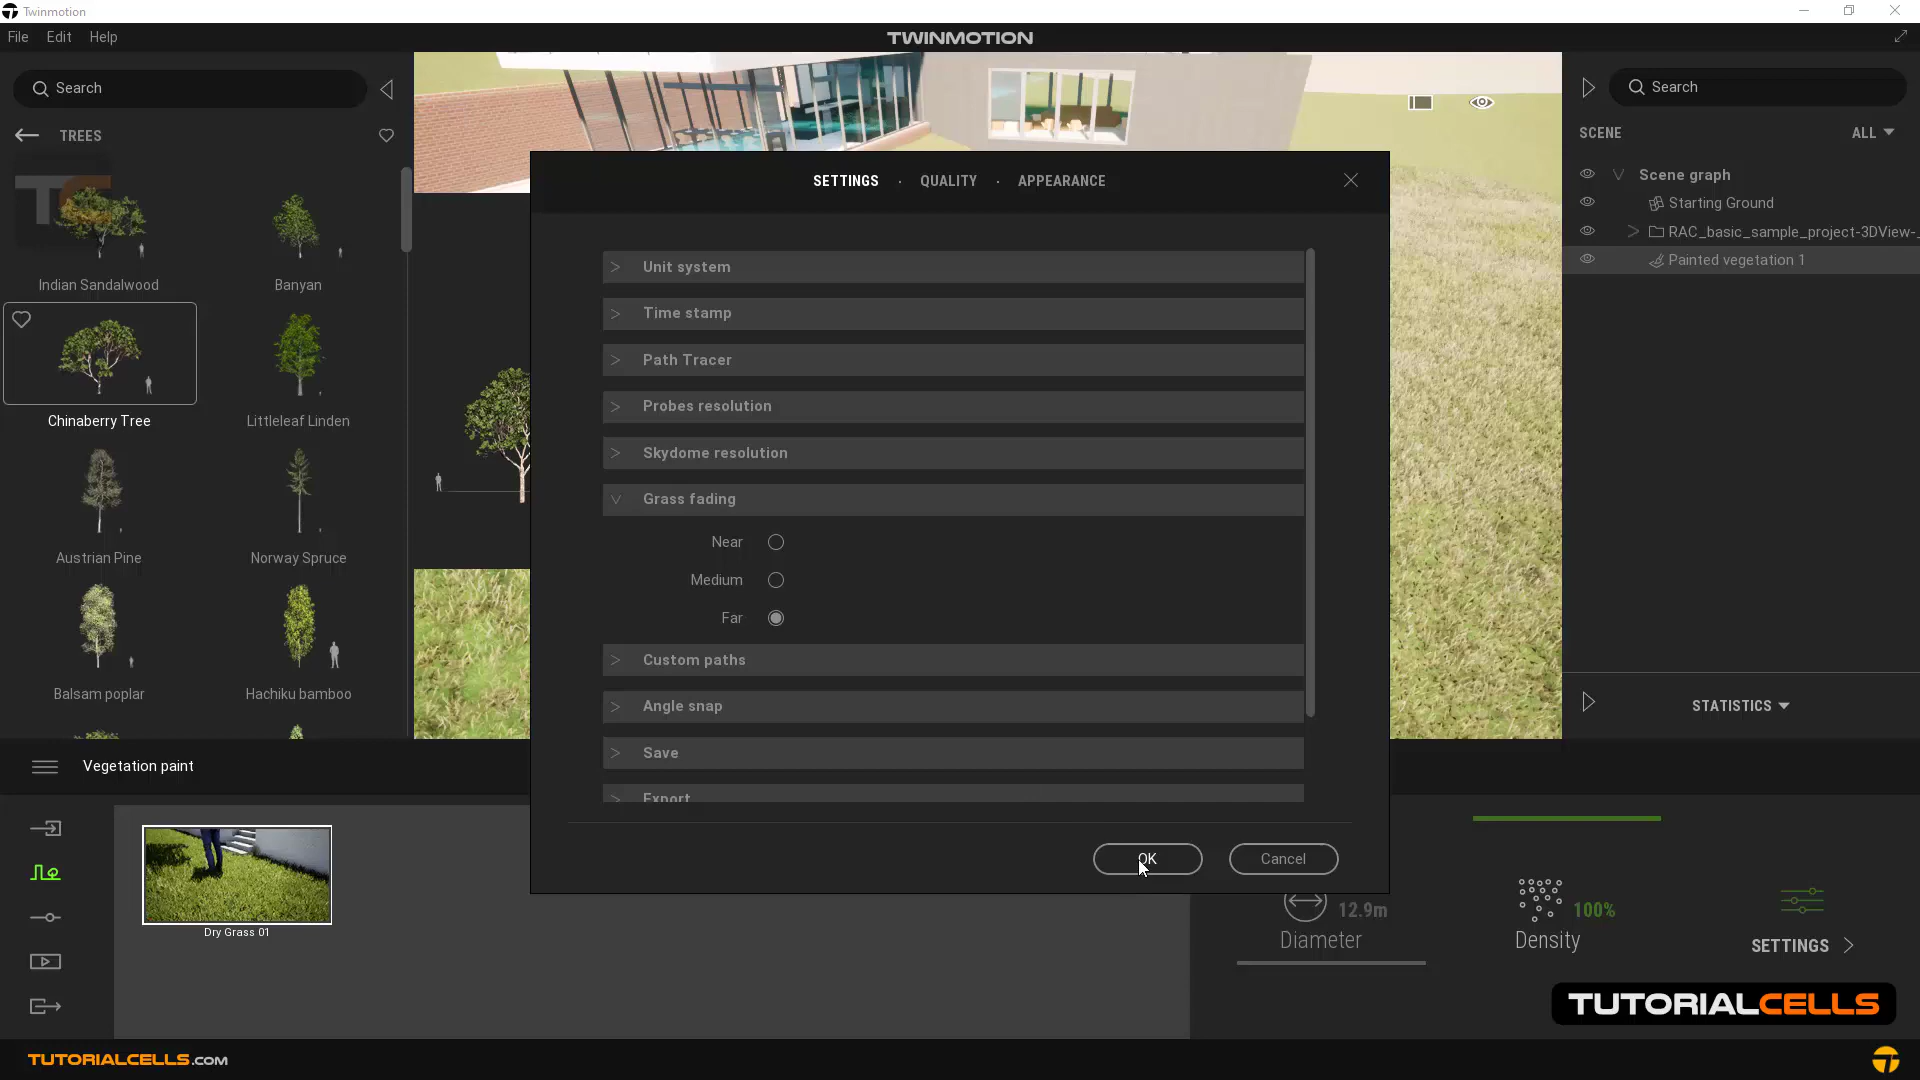 Twinmotion
File Edit Help
TWINMOTION
Search
TREES
TC
Indian Sandalwood
Banyan
Chinaberry Tree
Littleleaf Linden
Austrian Pine
Norway Spruce
Balsam poplar
Hachiku bamboo
SETTINGS · QUALITY · APPEARANCE
Unit system
Time stamp
Path Tracer
Probes resolution
Skydome resolution
Grass fading
Near
Medium
Far
Custom paths
Angle snap
Save
Export
OK
Cancel
Search
SCENE
ALL
Scene graph
Starting Ground
RAC_basic_sample_project-3DView-_
Painted vegetation 1
STATISTICS
Vegetation paint
Dry Grass 01
12.9m
Diameter
100%
Density
SETTINGS
TUTORIALCELLS
TUTORIALCELLS.COM